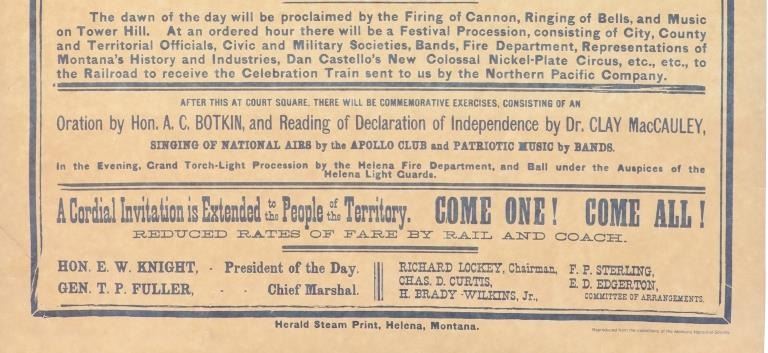 The dawn of the day will be proclaimed by the Firing of Cannon, Ringing of Bells, and Music
on Tower Hill. At an ordered hour there will be a Festival Procession, consisting of City, County
and Territorial Officials, Civic and Military Societies, Bands, Fire Department, Representations of
Montana's History and Industries, Dan Castello's New Colossal Nickel-Plate Circus, etc., etc., to
the Railroad to receive the Celebration Train sent to us by the Northern Pacific Company.
AFTER THIS AT COURT SQUARE, THERE WILL BE COMMEMORATIVE EXERCISES, CONSISTING OF AN
Oration by Hon. A. C. BOTKIN, and Reading of Declaration of Independence by Dr. CLAY MacCAULEY,
SINGING OF NATIONAL AIRS by the APOLLO CLUB and PATRIOTIC MUSIC by BANDS.
In the Evening, Grand Torch-Light Procession by the Helena Fire Department, and Ball under the Auspices of the
Helena Light Guards.
A Cordial Invitation is Extended to the People of the Territory. COME ONE! COME ALL!
REDUCED RATES OF FARE BY RAIL AND COACH.
HON. E. W. KNIGHT, - President of the Day.
GEN. T. P. FULLER, - Chief Marshal.
RICHARD LOCKEY, Chairman,
CHAS. D. CURTIS,
H. BRADY WILKINS, Jr.,
F. P. STERLING,
E. D. EDGERTON,
COMMITTEE OF ARRANGEMENTS.
Herald Steam Print, Helena, Montana.
Reproduced from the collections of the Montana Historical Society